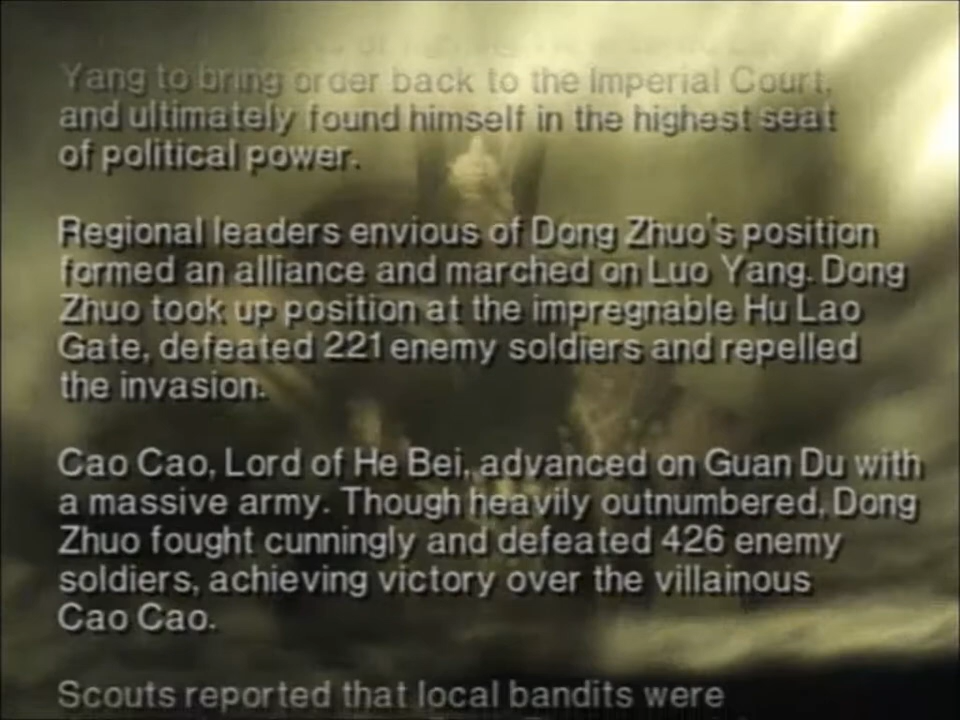 Yang to bring order back to the Imperial Court,
and ultimately found himself in the highest seat
of political power.
Regional leaders envious of Dong Zhuo's position
formed an alliance and marched on Luo Yang. Dong
Zhuo took up position at the impregnable Hu Lao
Gate, defeated 221 enemy soldiers and repelled
the invasion.
Cao Cao, Lord of He Bei, advanced on Guan Du with
a massive army. Though heavily outnumbered, Dong
Zhuo fought cunningly and defeated 426 enemy
soldiers, achieving victory over the villainous
Cao Cao.
Scouts reported that local bandits were